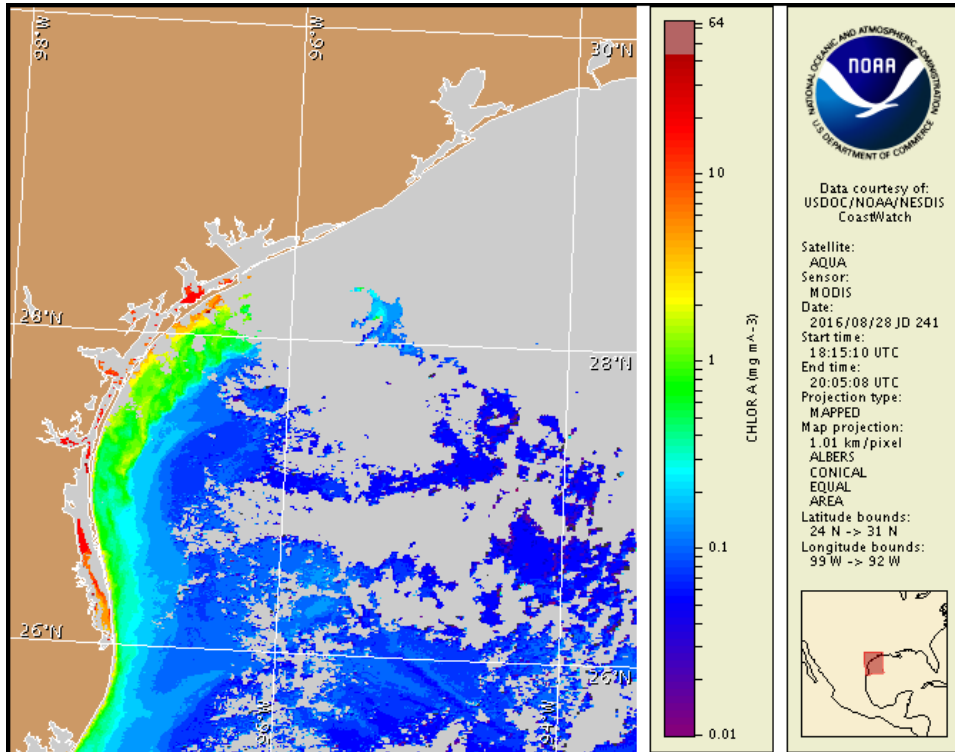 98°W
96°W
30°N
28°N
28°N
26°N
26°N
96°W
94°W
64
10
1
0.1
0.01
CHLOR A (mg m^-3)
NATIONAL OCEANIC AND ATMOSPHERIC ADMINISTRATION
NOAA
U.S. DEPARTMENT OF COMMERCE
Data courtesy of:
USDOC/NOAA/NESDIS
CoastWatch
Satellite:
AQUA
Sensor:
MODIS
Date:
2016/08/28 JD 241
Start time:
18:15:10 UTC
End time:
20:05:08 UTC
Projection type:
MAPPED
Map projection:
1.01 km/pixel
ALBERS
CONICAL
EQUAL
AREA
Latitude bounds:
24 N -> 31 N
Longitude bounds:
99 W -> 92 W